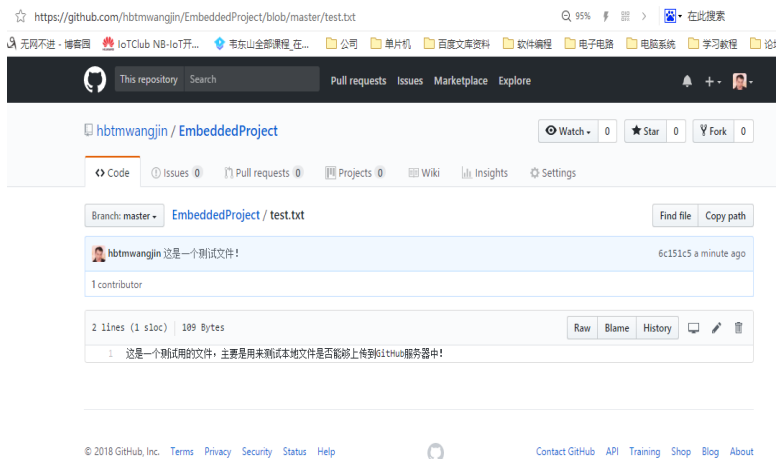 https://github.com/hbtmwangjin/EmbeddedProject/blob/master/test.txt 95% 在此搜索
无网不进 - 博客园 IoTClub NB-IoT开... 韦东山全部课程_在... 公司 单片机 百度文库资料 软件编程 电子电路 电脑系统 学习教程
This repository Search Pull requests Issues Marketplace Explore
hbtmwangjin / EmbeddedProject Watch 0 Star 0 Fork 0
Code Issues 0 Pull requests 0 Projects 0 Wiki Insights Settings
Branch: master EmbeddedProject / test.txt Find file Copy path
hbtmwangjin 这是一个测试文件! 6c151c5 a minute ago
1 contributor
2 lines (1 sloc) 109 Bytes Raw Blame History
1 这是一个测试用的文件，主要是用来测试本地文件是否能够上传到GitHub服务器中!
© 2018 GitHub, Inc. Terms Privacy Security Status Help Contact GitHub API Training Shop Blog About